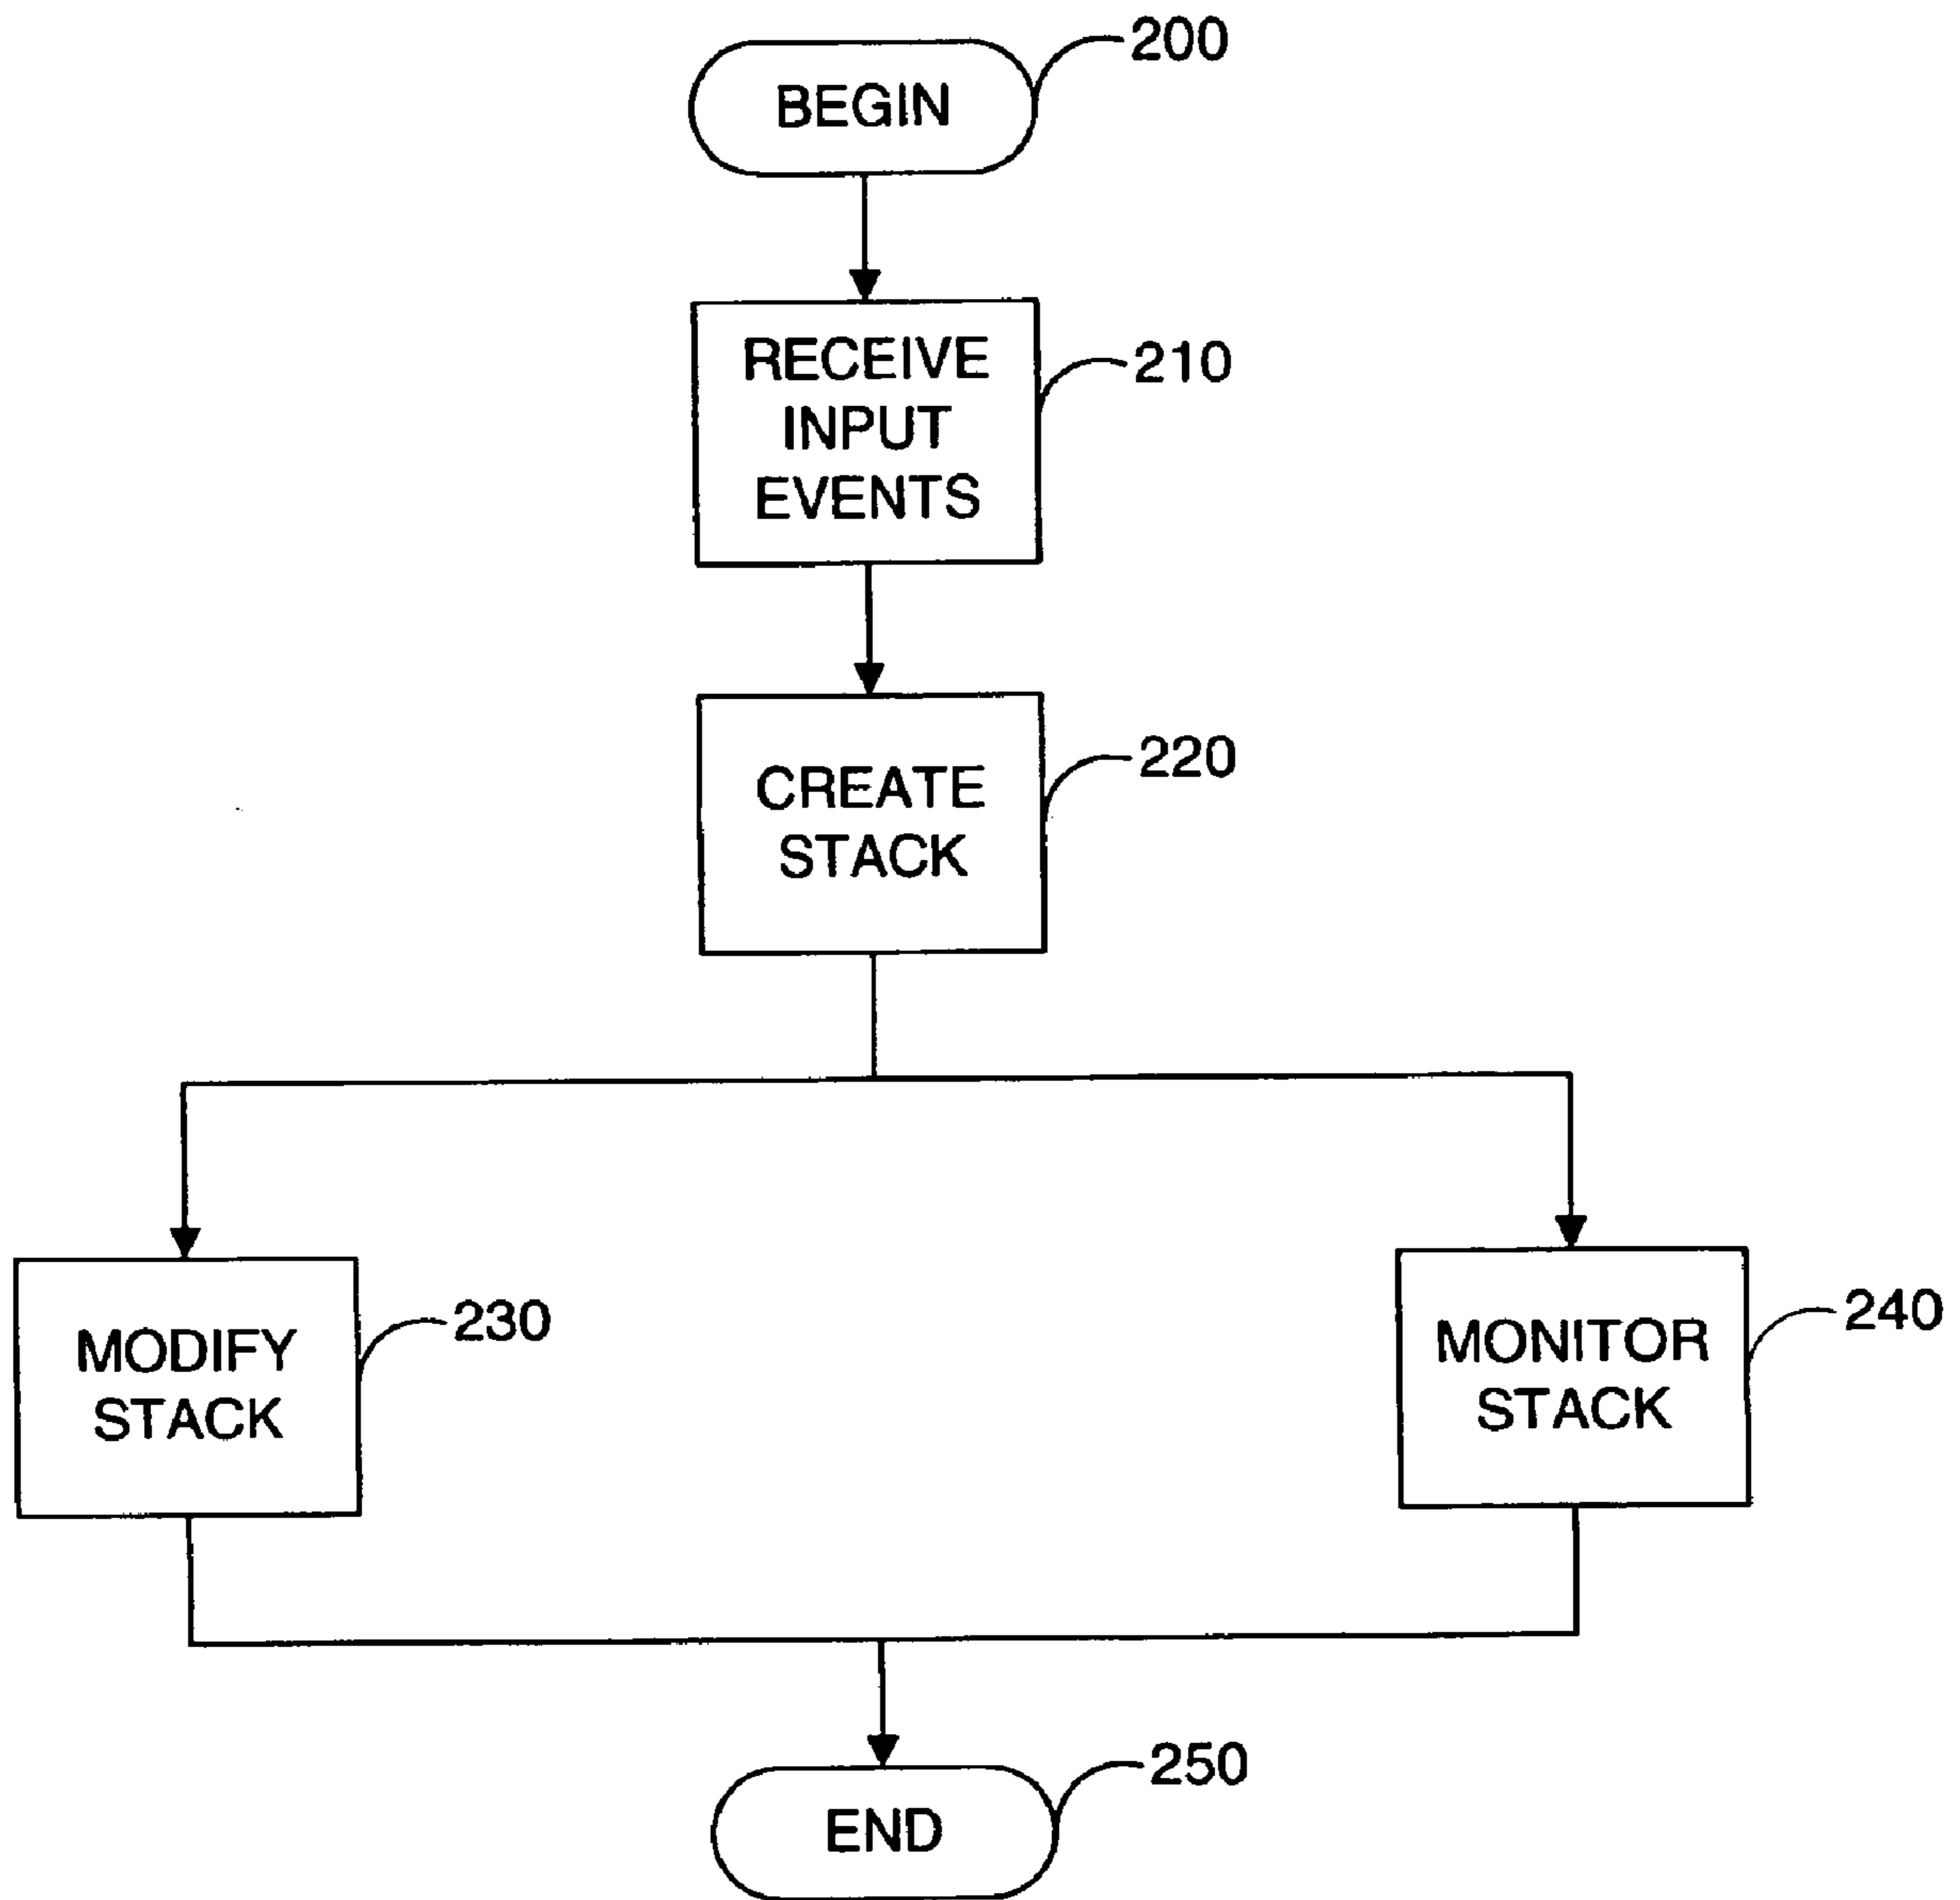 200
BEGIN
RECEIVE
INPUT
EVENTS
210
CREATE
STACK
220
MODIFY
STACK
230
MONITOR
STACK
240
250
END